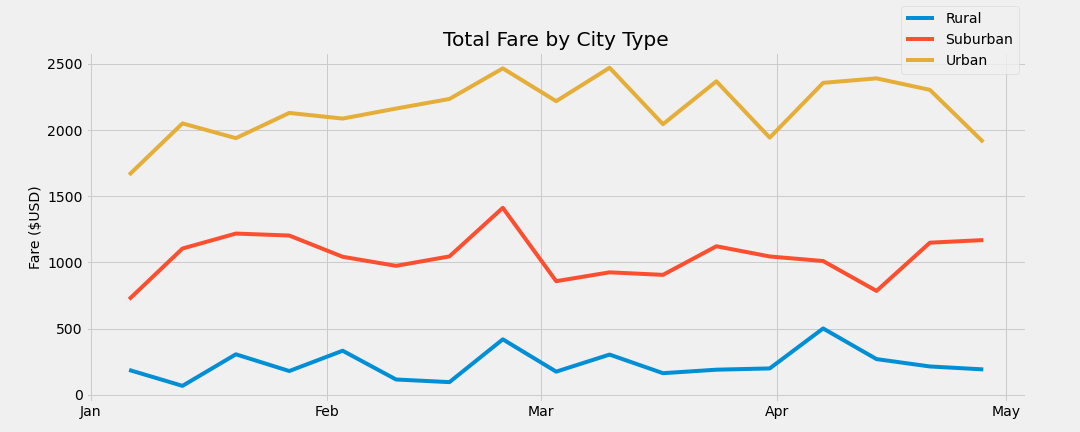 Total Fare by City Type
Rural
Suburban
Urban
Fare ($USD)
2500
2000
1500
1000
500
0
Jan
Feb
Mar
Apr
May